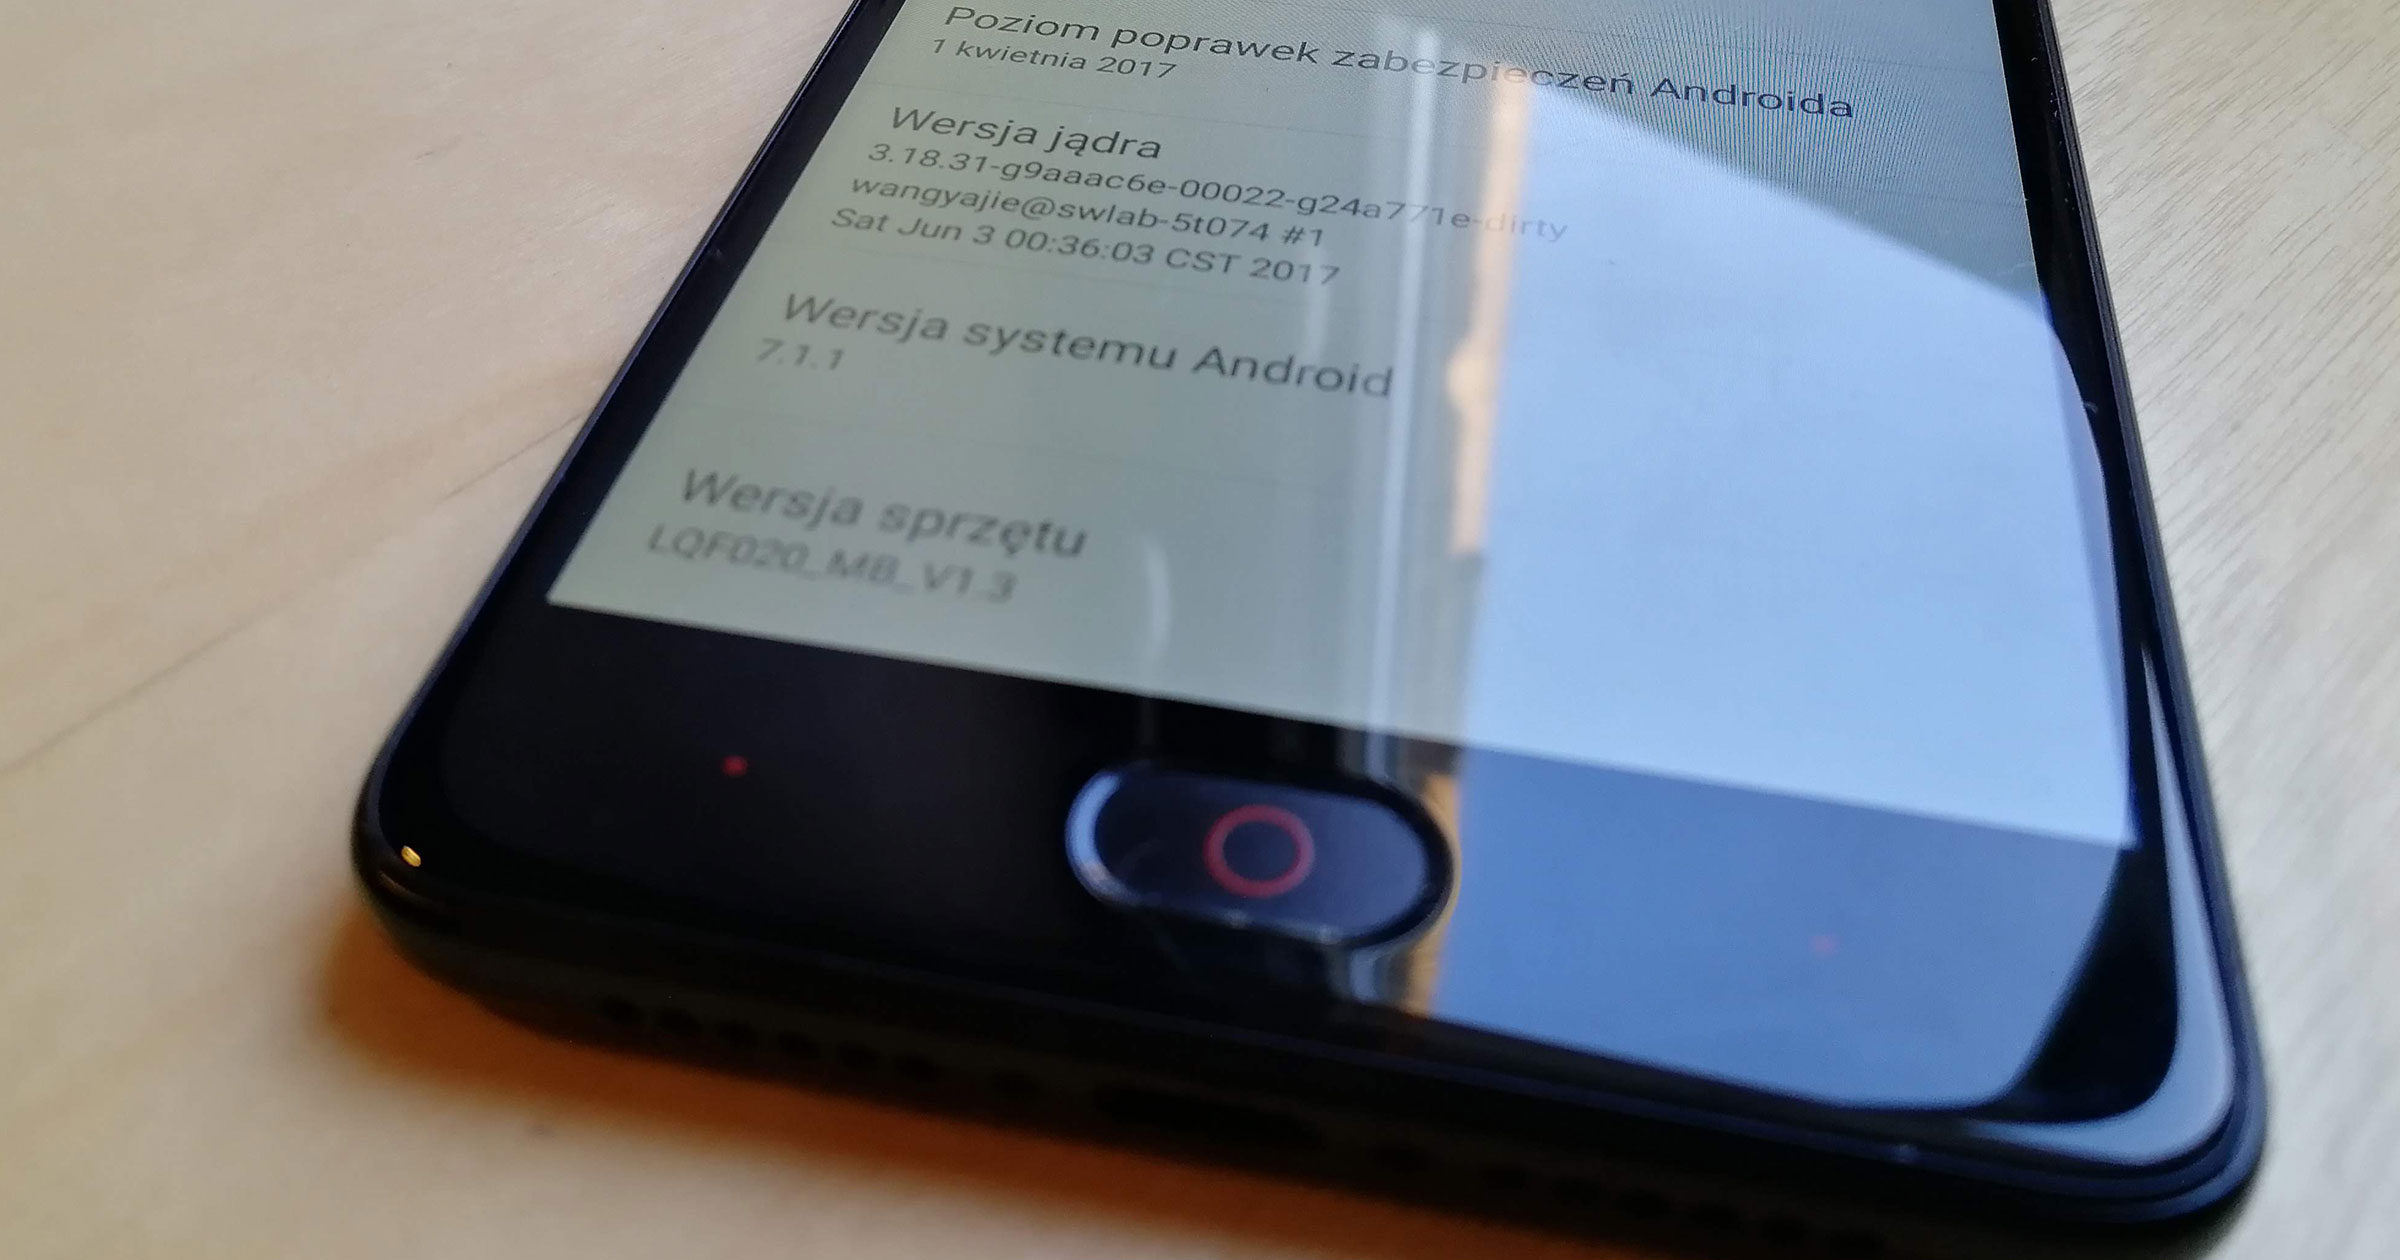 Poziom poprawek zabezpieczeń Androida
1 kwietnia 2017
Wersja jądra
3.18.31-g9aaac6e-00022-g24a771e-dirty
wangyajie@swlab-5t074 #1
Sat Jun 3 00:36:03 CST 2017
Wersja systemu Android
7.1.1
Wersja sprzętu
LQF020_MB_V1.3